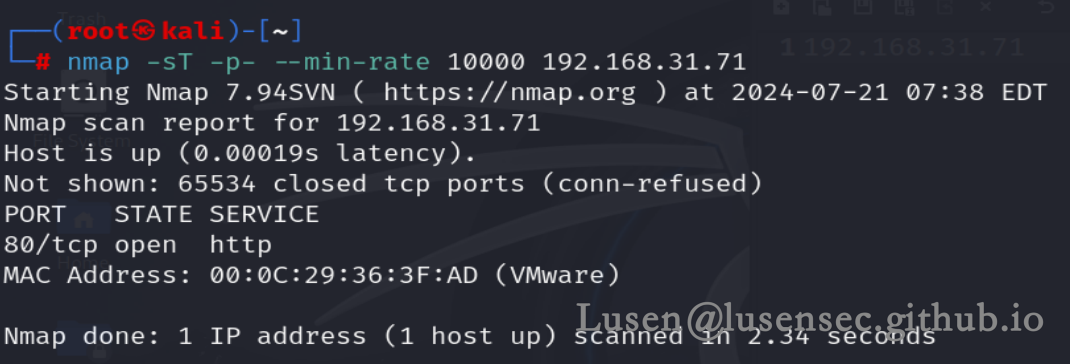 ┌──(root㉿kali)-[~]
└─# nmap -sT -p- --min-rate 10000 192.168.31.71
Starting Nmap 7.94SVN ( https://nmap.org ) at 2024-07-21 07:38 EDT
Nmap scan report for 192.168.31.71
Host is up (0.00019s latency).
Not shown: 65534 closed tcp ports (conn-refused)
PORT   STATE SERVICE
80/tcp open  http
MAC Address: 00:0C:29:36:3F:AD (VMware)
Nmap done: 1 IP address (1 host up) scanned in 2.34 seconds
Lusen@lusensec.github.io
Trash
1 192.168.31.71
File System
Home